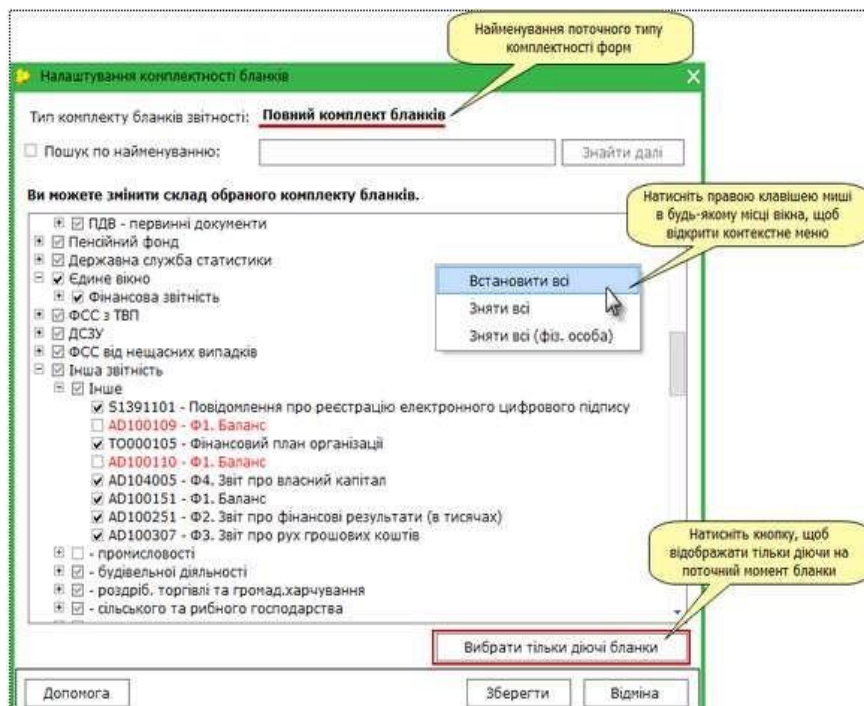 Найменування поточного типу
комплектності форм
Налаштування комплектності бланків
Тип комплекту бланків звітності: Повний комплект бланків
Пошук по найменуванню:
Знайти далі
Ви можете змінити склад обраного комплекту бланків.
Натисніть правою клавішею миші
в будь-якому місці вікна, щоб
відкрити контекстне меню
ПДВ - первинні документи
Пенсійний фонд
Державна служба статистики
Єдине вікно
Фінансова звітність
ФСС з ТВП
ДСЗУ
ФСС від нещасних випадків
Інша звітність
Інше
Встановити всі
Зняти всі
Зняти всі (фіз. особа)
S1391101 - Повідомлення про реєстрацію електронного цифрового підпису
AD100109 - Ф1. Баланс
TO000105 - Фінансовий план організації
AD100110 - Ф1. Баланс
AD104005 - Ф4. Звіт про власний капітал
AD100151 - Ф1. Баланс
AD100251 - Ф2. Звіт про фінансові результати (в тисячах)
AD100307 - Ф3. Звіт про рух грошових коштів
- промисловості
- будівельної діяльності
- роздріб. торгівлі та громад.харчування
- сільського та рибного господарства
Натисніть кнопку, щоб
відображати тільки діючи на
поточний момент бланки
Вибрати тільки діючі бланки
Допомога
Зберегти
Відміна